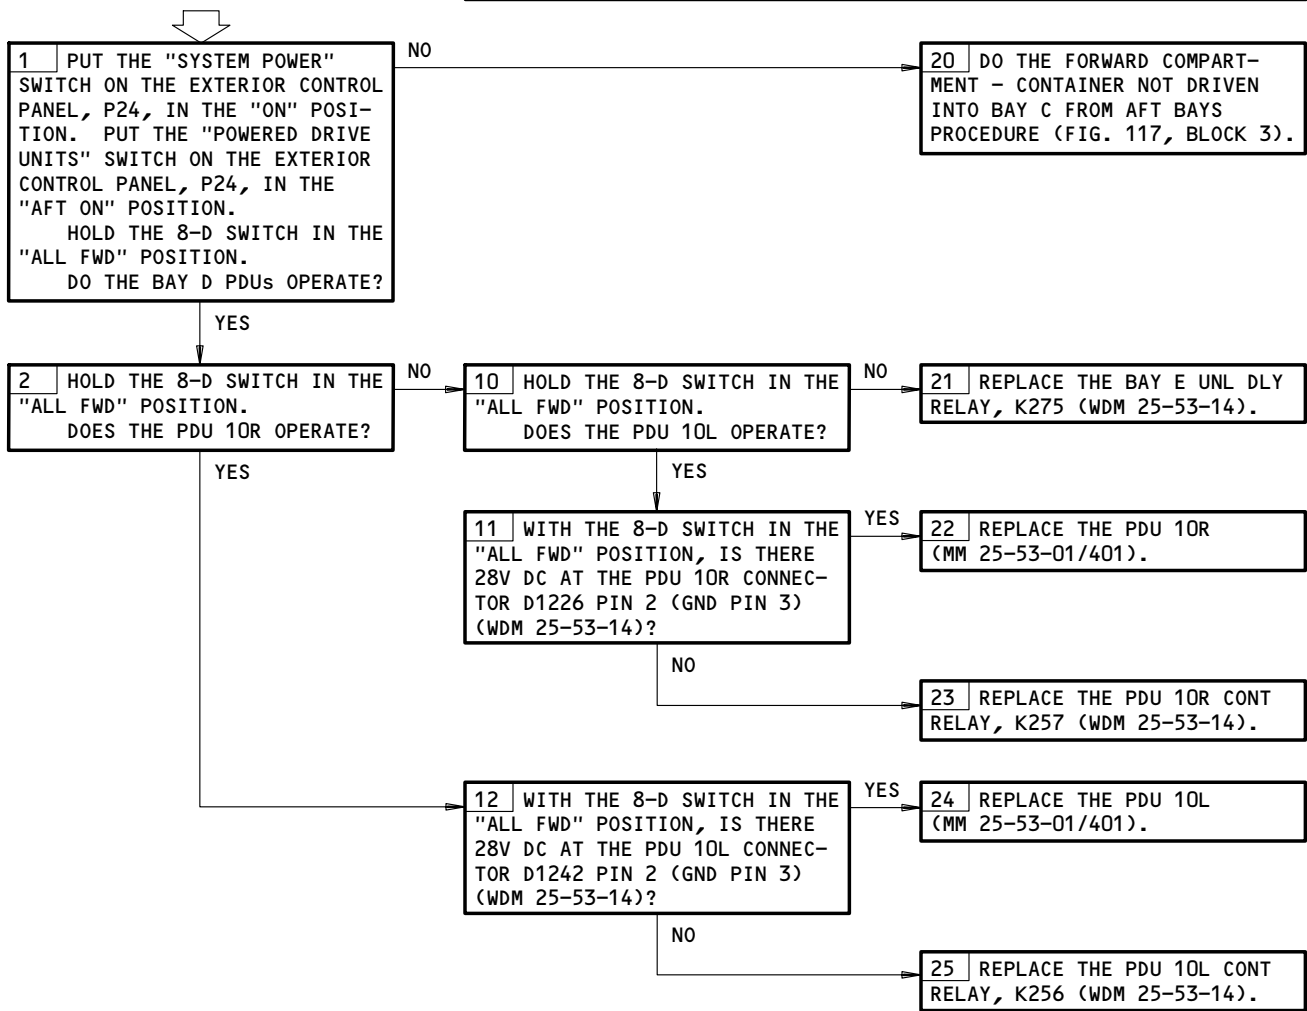 1 PUT THE "SYSTEM POWER"
SWITCH ON THE EXTERIOR CONTROL
PANEL, P24, IN THE "ON" POSI-
TION. PUT THE "POWERED DRIVE
UNITS" SWITCH ON THE EXTERIOR
CONTROL PANEL, P24, IN THE
"AFT ON" POSITION.
HOLD THE 8-D SWITCH IN THE
"ALL FWD" POSITION.
DO THE BAY D PDUs OPERATE?
NO
20 DO THE FORWARD COMPART-
MENT - CONTAINER NOT DRIVEN
INTO BAY C FROM AFT BAYS
PROCEDURE (FIG. 117, BLOCK 3).
YES
2 HOLD THE 8-D SWITCH IN THE
"ALL FWD" POSITION.
DOES THE PDU 10R OPERATE?
NO
10 HOLD THE 8-D SWITCH IN THE
"ALL FWD" POSITION.
DOES THE PDU 10L OPERATE?
NO
21 REPLACE THE BAY E UNL DLY
RELAY, K275 (WDM 25-53-14).
YES
YES
11 WITH THE 8-D SWITCH IN THE
"ALL FWD" POSITION, IS THERE
28V DC AT THE PDU 10R CONNEC-
TOR D1226 PIN 2 (GND PIN 3)
(WDM 25-53-14)?
YES
22 REPLACE THE PDU 10R
(MM 25-53-01/401).
NO
23 REPLACE THE PDU 10R CONT
RELAY, K257 (WDM 25-53-14).
12 WITH THE 8-D SWITCH IN THE
"ALL FWD" POSITION, IS THERE
28V DC AT THE PDU 10L CONNEC-
TOR D1242 PIN 2 (GND PIN 3)
(WDM 25-53-14)?
YES
24 REPLACE THE PDU 10L
(MM 25-53-01/401).
NO
25 REPLACE THE PDU 10L CONT
RELAY, K256 (WDM 25-53-14).